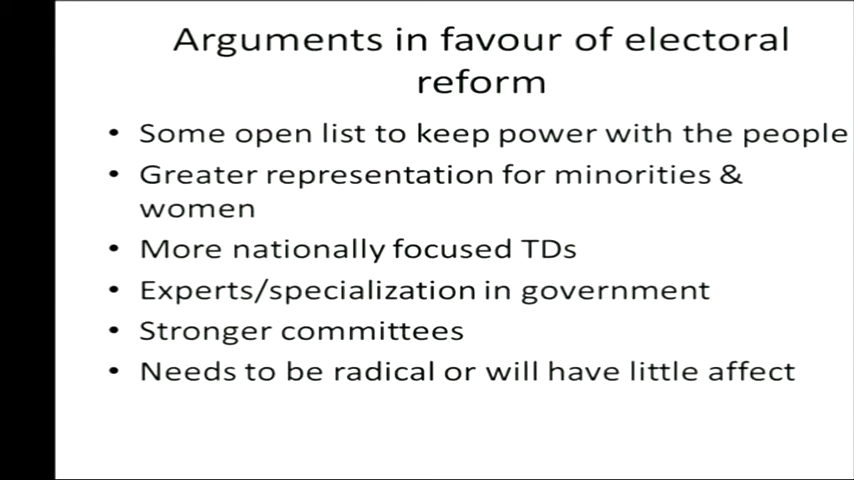 Arguments in favour of electoral
reform
• Some open list to keep power with the people
• Greater representation for minorities &
women
• More nationally focused TDs
• Experts/specialization in government
• Stronger committees
• Needs to be radical or will have little affect